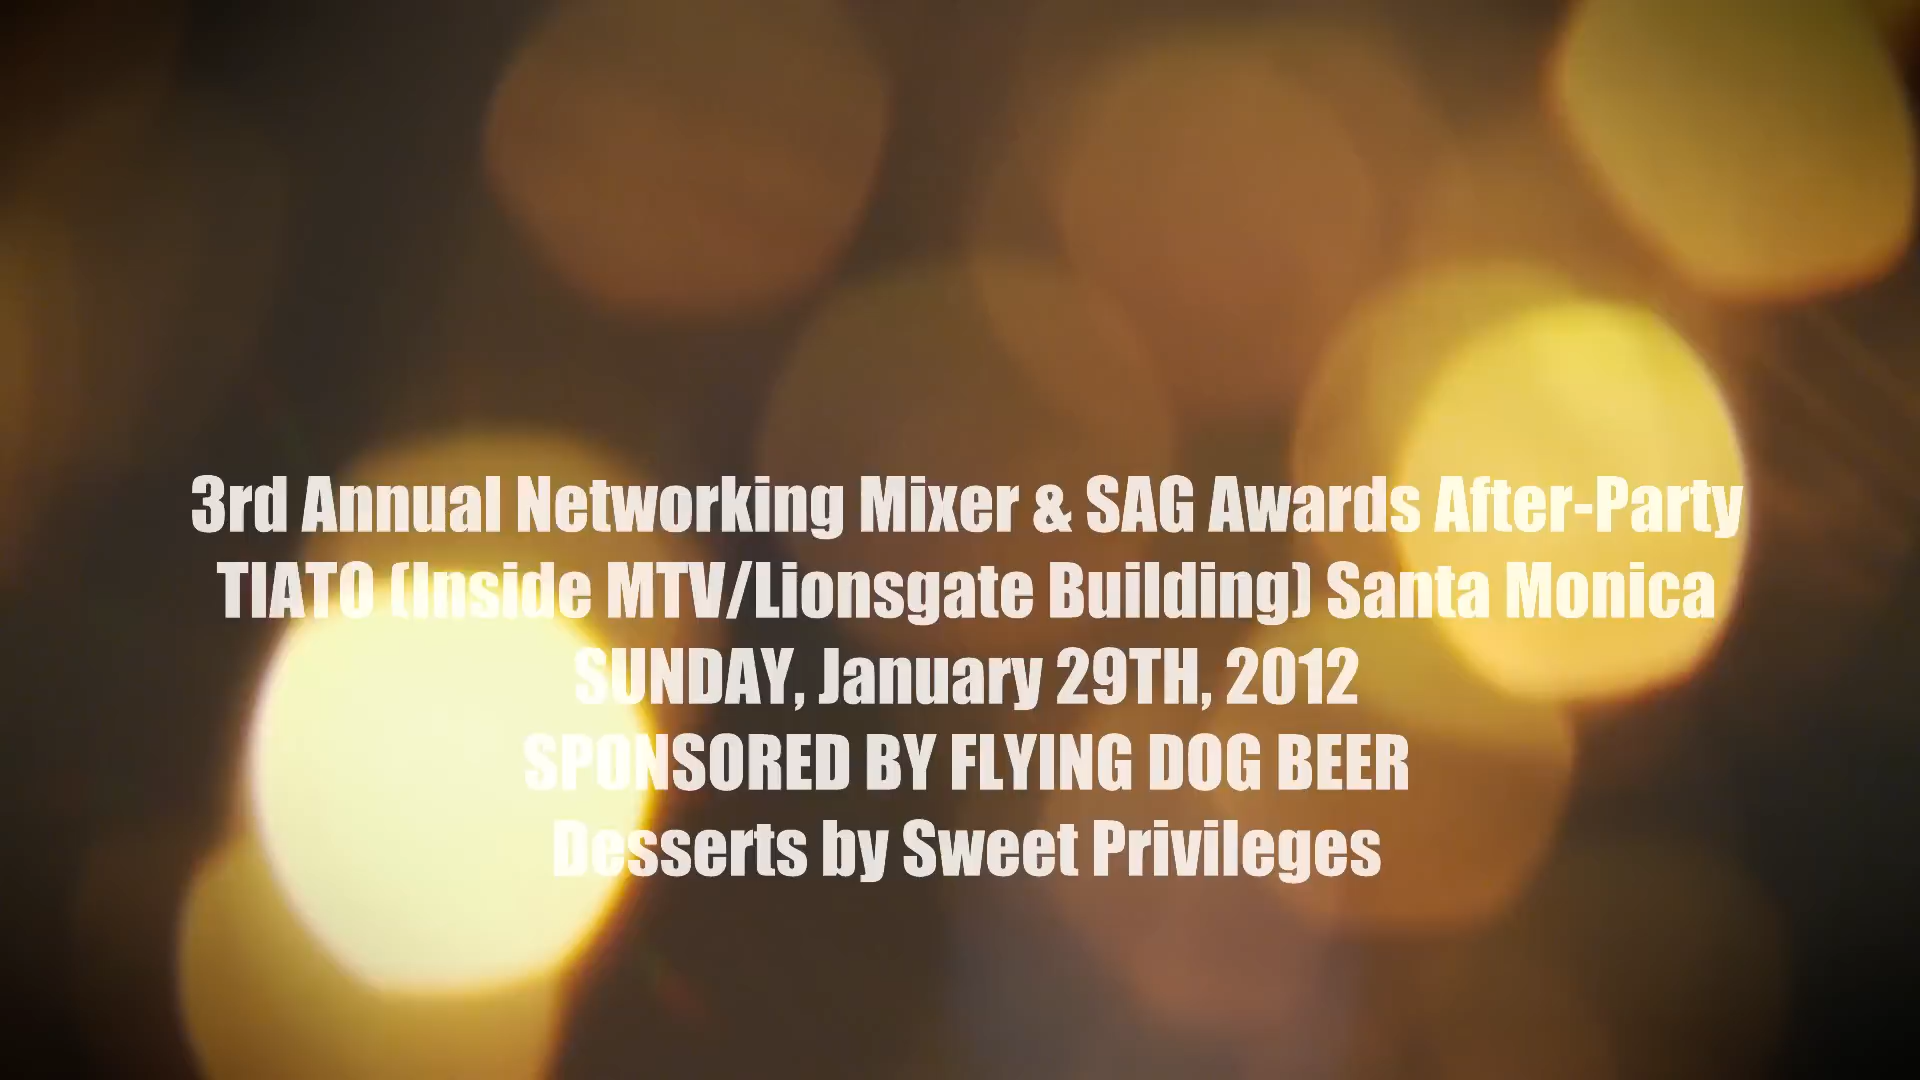 3rd Annual Networking Mixer & SAG Awards After-Party
TIATO (Inside MTV/Lionsgate Building) Santa Monica
SUNDAY, January 29TH, 2012
SPONSORED BY FLYING DOG BEER
Desserts by Sweet Privileges